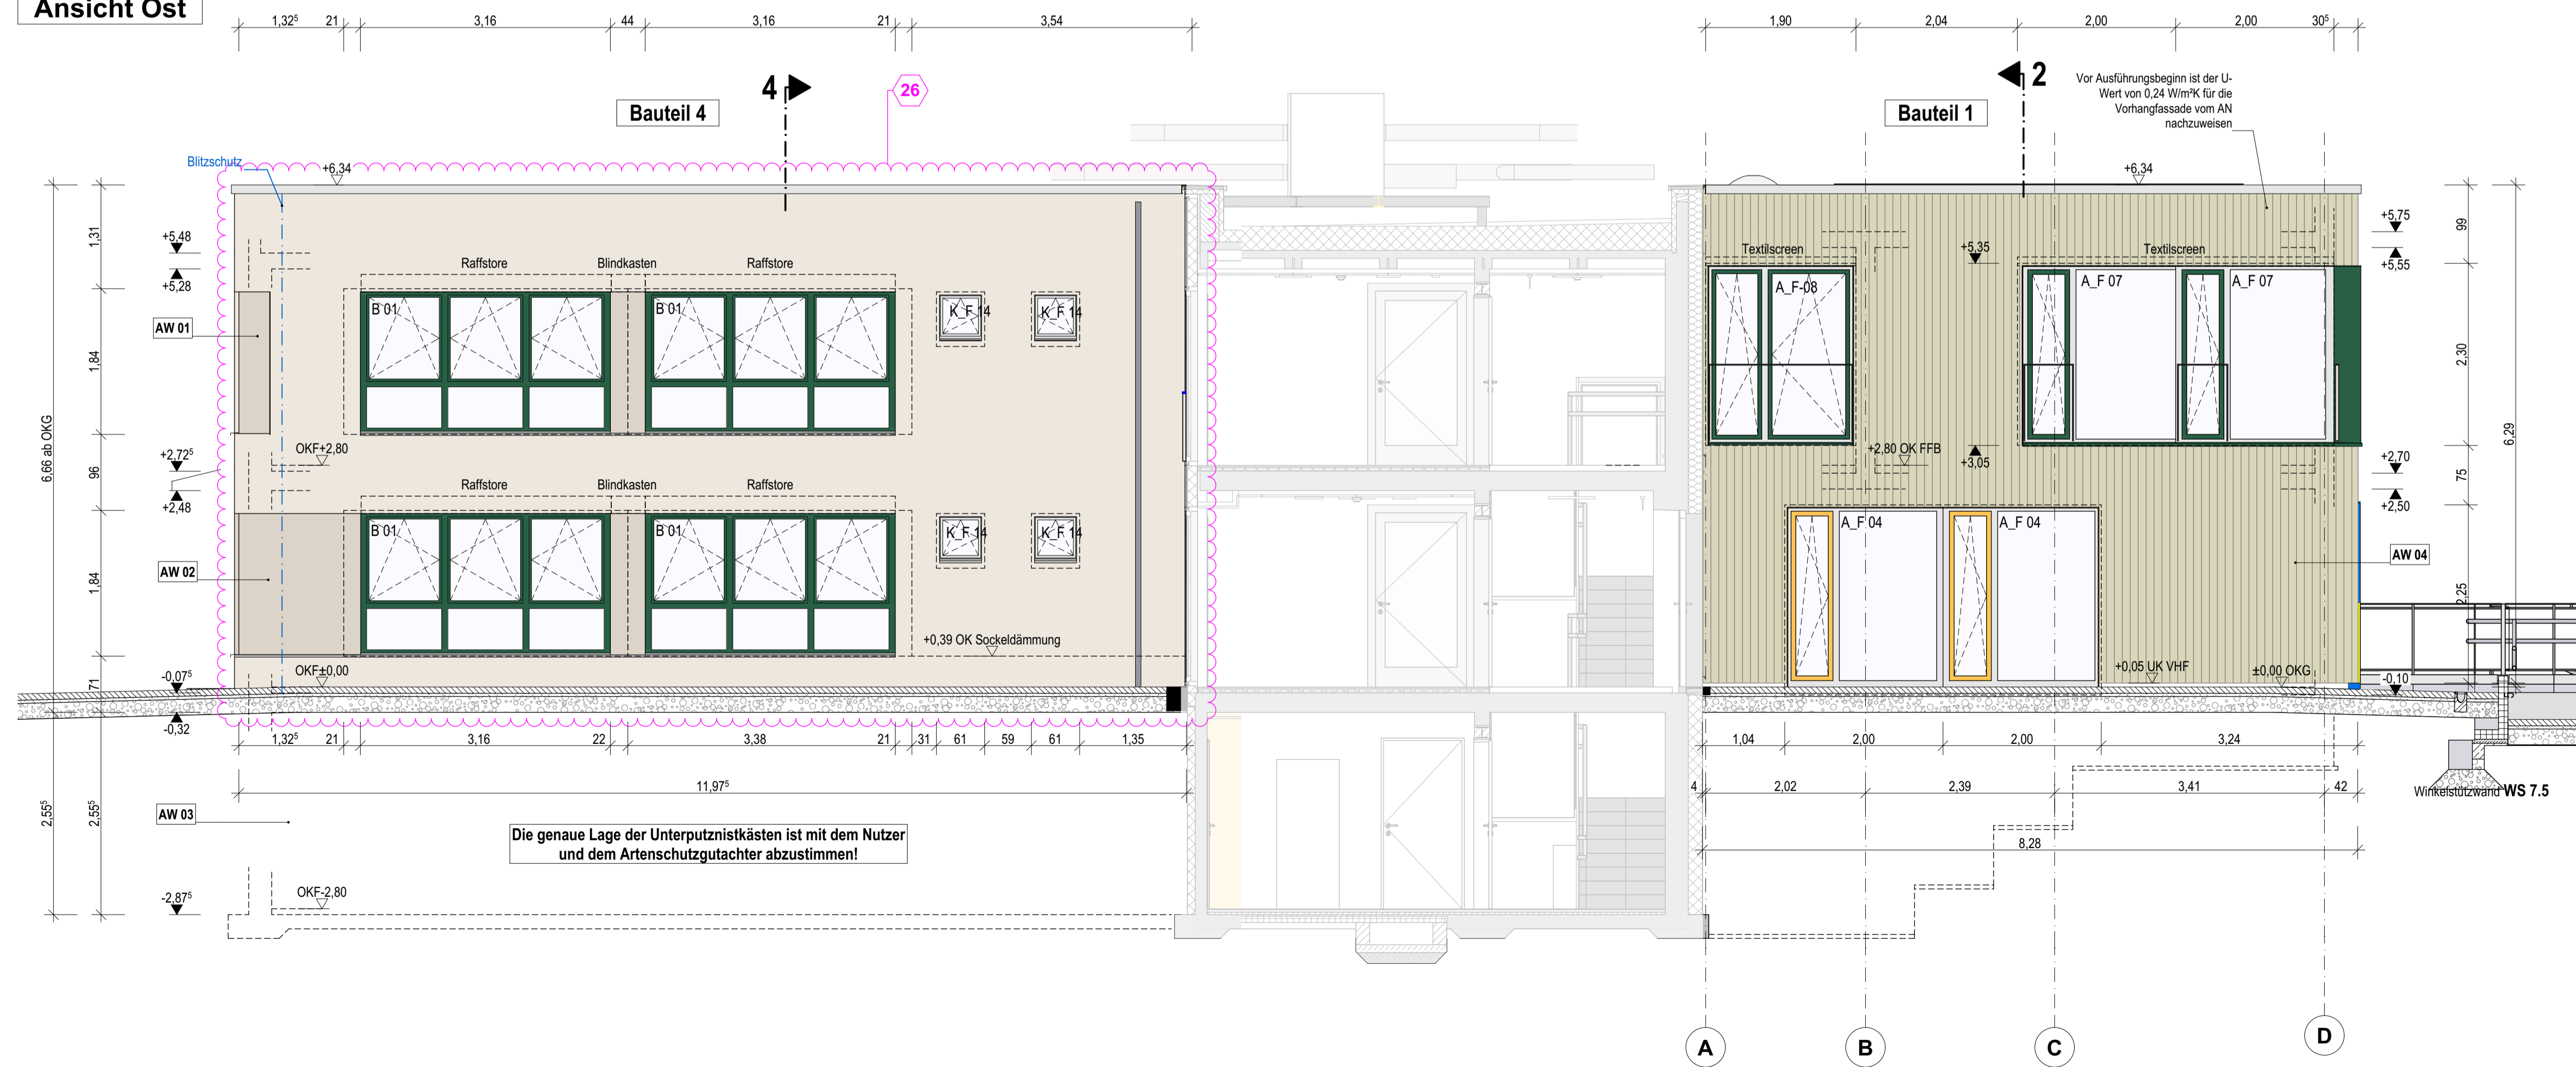 Ansicht Ost
1,32⁵ 21 3,16 44 3,16 21 3,54
1,90 2,04 2,00 2,00 30⁵
4
26
2
Bauteil 4
Bauteil 1
Vor Ausführungsbeginn ist der U-
Wert von 0,24 W/m²K für die
Vorhangfassade vom AN
nachzuweisen
Blitzschutz
+6,34
+6,34
+5,48
+5,28
1,31
Raffstore Blindkasten Raffstore
Textilscreen
+5,35
Textilscreen
+5,75
+5,55
99
AW 01
1,84
B 01
B 01
K_F 14
K_F 14
A_F-08
A_F 07
A_F 07
2,30
6,66 ab OKG
6,29
96
+2,72⁵
+2,48
OKF+2,80
+2,80 OK FFB
+3,05
+2,70
+2,50
75
Raffstore Blindkasten Raffstore
AW 02
1,84
B 01
B 01
K_F 14
K_F 14
A_F 04
A_F 04
AW 04
2,25
+0,39 OK Sockeldämmung
71
-0,07⁵
-0,32
OKF±0,00
+0,05 UK VHF
±0,00 OKG
-0,10
1,32⁵ 21 3,16 22 3,38 21 31 61 59 61 1,35
1,04 2,00 2,00 3,24
11,97⁵
4 2,02 2,39 3,41 42
Winkelstützwand WS 7.5
2,55⁵
2,55⁵
AW 03
Die genaue Lage der Unterputznistkästen ist mit dem Nutzer
und dem Artenschutzgutachter abzustimmen!
8,28
-2,87⁵
OKF-2,80
A B C D